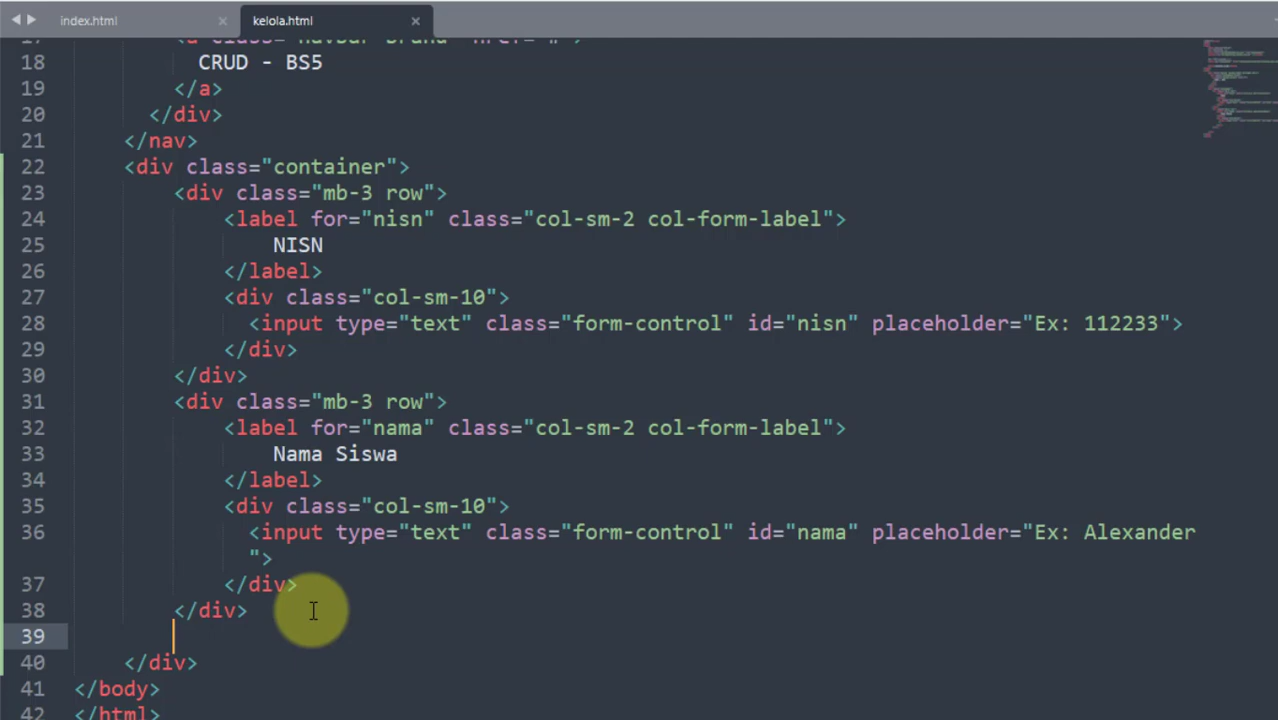 index.html
kelola.html
18 CRUD - BS5
19 </a>
20 </div>
21 </nav>
22 <div class="container">
23 <div class="mb-3 row">
24 <label for="nisn" class="col-sm-2 col-form-label">
25 NISN
26 </label>
27 <div class="col-sm-10">
28 <input type="text" class="form-control" id="nisn" placeholder="Ex: 112233">
29 </div>
30 </div>
31 <div class="mb-3 row">
32 <label for="nama" class="col-sm-2 col-form-label">
33 Nama Siswa
34 </label>
35 <div class="col-sm-10">
36 <input type="text" class="form-control" id="nama" placeholder="Ex: Alexander
">
37 </div>
38 </div>
39
40 </div>
41 </body>
42 </html>